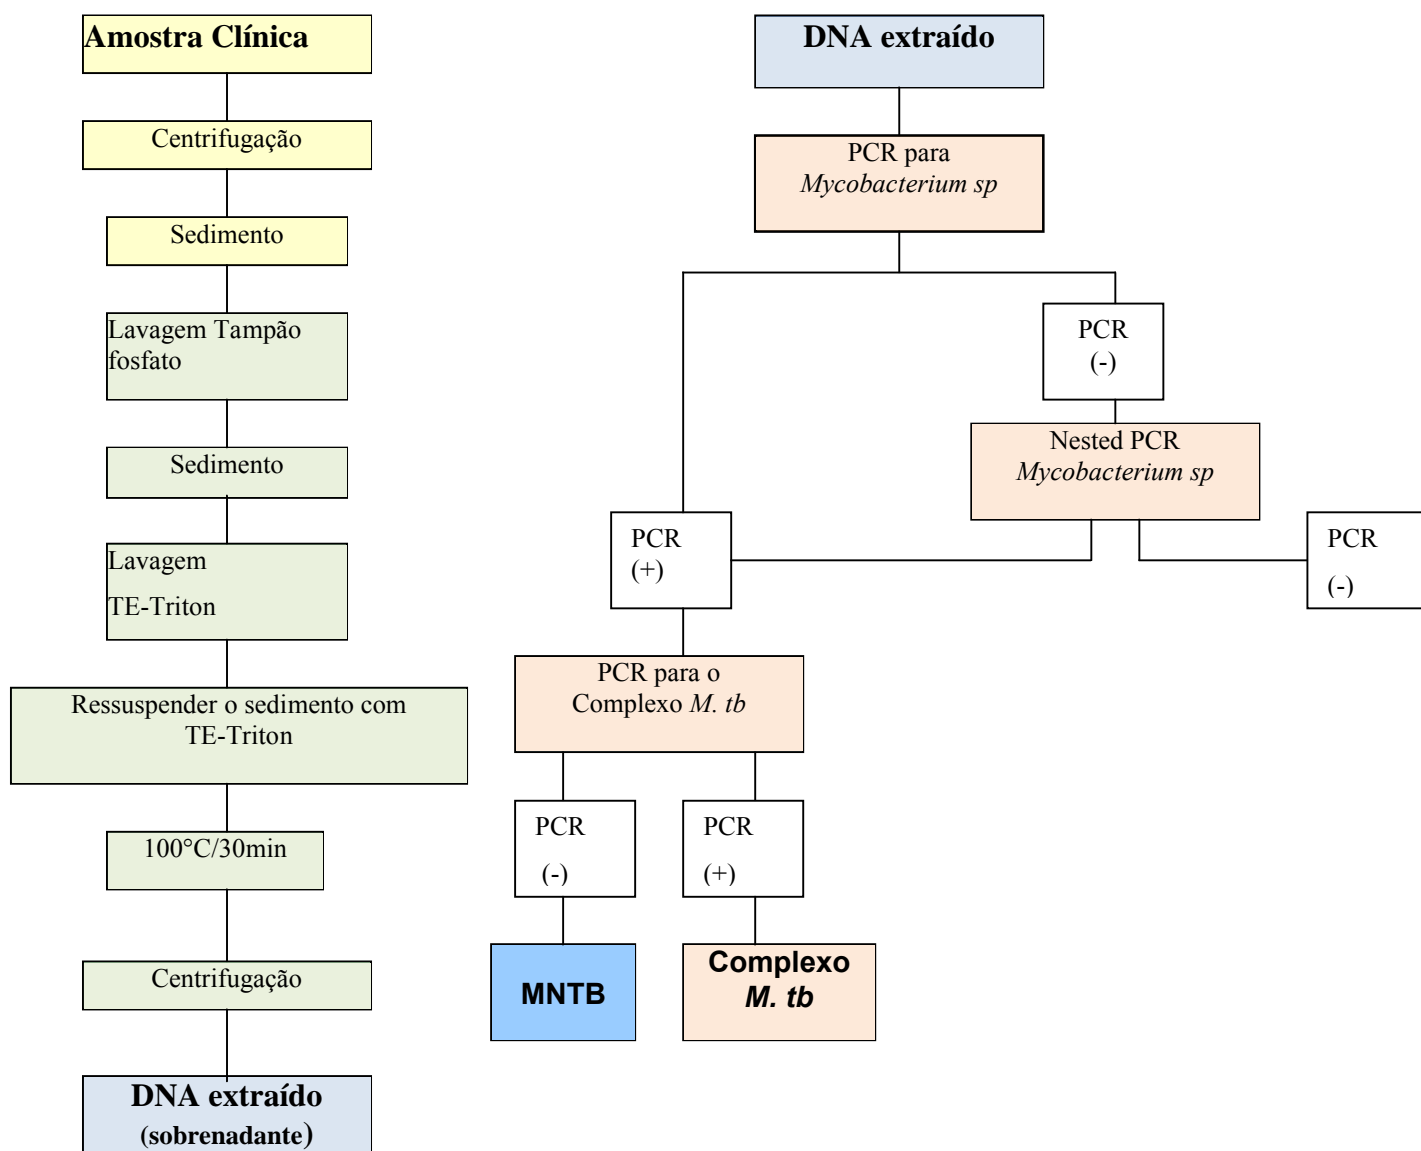 Amostra Clínica
Centrifugação
Sedimento
Lavagem Tampão
fosfato
Sedimento
Lavagem
TE-Triton
Ressuspender o sedimento com
TE-Triton
100°C/30min
Centrifugação
DNA extraído
(sobrenadante)
DNA extraído
PCR para
Mycobacterium sp
PCR
(-)
Nested PCR
Mycobacterium sp
PCR
(+)
PCR
(-)
PCR para o
Complexo M. tb
PCR
(-)
PCR
(+)
MNTB
Complexo
M. tb